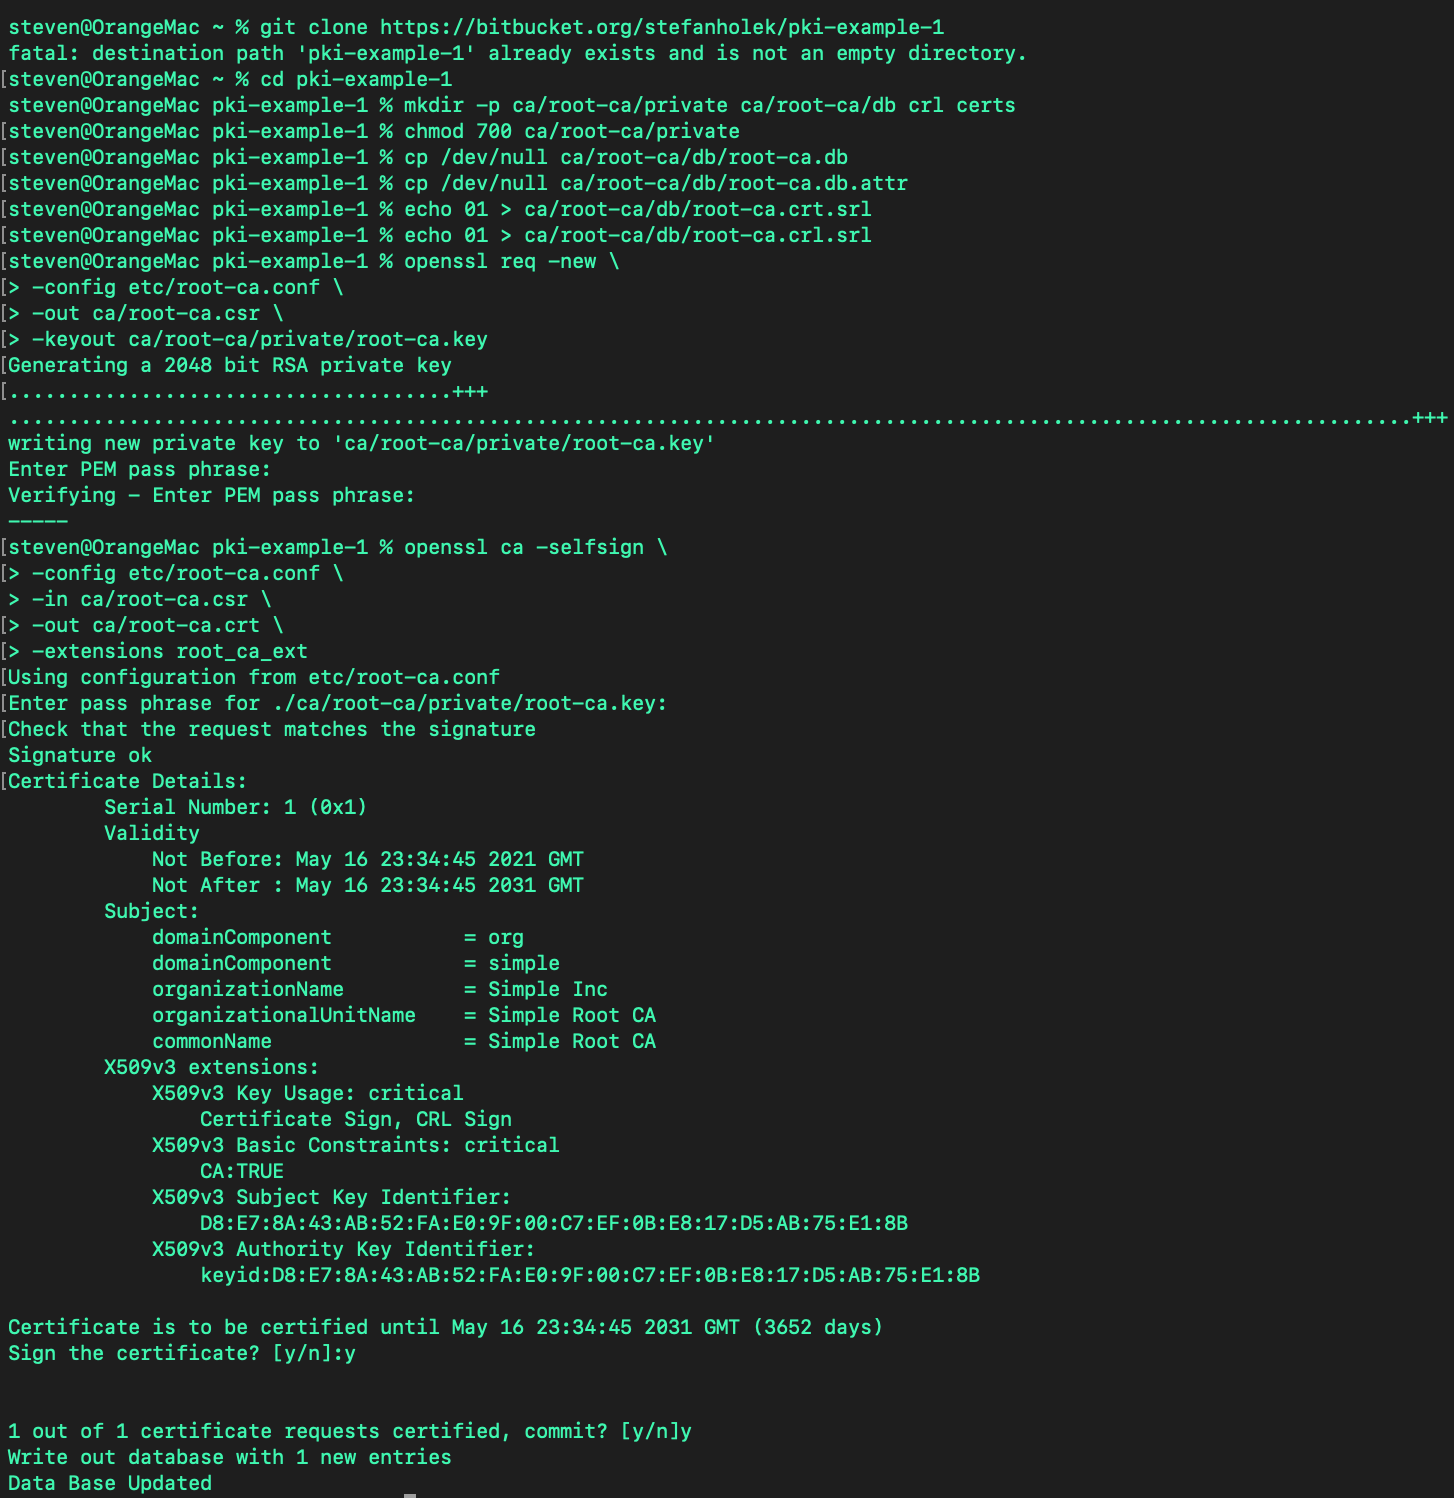 steven@OrangeMac ~ % git clone https://bitbucket.org/stefanholek/pki-example-1
fatal: destination path 'pki-example-1' already exists and is not an empty directory.
[steven@OrangeMac ~ % cd pki-example-1
steven@OrangeMac pki-example-1 % mkdir -p ca/root-ca/private ca/root-ca/db crl certs
[steven@OrangeMac pki-example-1 % chmod 700 ca/root-ca/private
[steven@OrangeMac pki-example-1 % cp /dev/null ca/root-ca/db/root-ca.db
[steven@OrangeMac pki-example-1 % cp /dev/null ca/root-ca/db/root-ca.db.attr
[steven@OrangeMac pki-example-1 % echo 01 > ca/root-ca/db/root-ca.crt.srl
[steven@OrangeMac pki-example-1 % echo 01 > ca/root-ca/db/root-ca.crl.srl
[steven@OrangeMac pki-example-1 % openssl req -new \
[> -config etc/root-ca.conf \
[> -out ca/root-ca.csr \
[> -keyout ca/root-ca/private/root-ca.key
[Generating a 2048 bit RSA private key
[.....................................+++
.....................................................................................................................+++
writing new private key to 'ca/root-ca/private/root-ca.key'
Enter PEM pass phrase:
Verifying - Enter PEM pass phrase:
-----
[steven@OrangeMac pki-example-1 % openssl ca -selfsign \
[> -config etc/root-ca.conf \
> -in ca/root-ca.csr \
[> -out ca/root-ca.crt \
[> -extensions root_ca_ext
[Using configuration from etc/root-ca.conf
[Enter pass phrase for ./ca/root-ca/private/root-ca.key:
[Check that the request matches the signature
Signature ok
[Certificate Details:
        Serial Number: 1 (0x1)
        Validity
            Not Before: May 16 23:34:45 2021 GMT
            Not After : May 16 23:34:45 2031 GMT
        Subject:
            domainComponent           = org
            domainComponent           = simple
            organizationName          = Simple Inc
            organizationalUnitName    = Simple Root CA
            commonName                = Simple Root CA
        X509v3 extensions:
            X509v3 Key Usage: critical
                Certificate Sign, CRL Sign
            X509v3 Basic Constraints: critical
                CA:TRUE
            X509v3 Subject Key Identifier:
                D8:E7:8A:43:AB:52:FA:E0:9F:00:C7:EF:0B:E8:17:D5:AB:75:E1:8B
            X509v3 Authority Key Identifier:
                keyid:D8:E7:8A:43:AB:52:FA:E0:9F:00:C7:EF:0B:E8:17:D5:AB:75:E1:8B
Certificate is to be certified until May 16 23:34:45 2031 GMT (3652 days)
Sign the certificate? [y/n]:y
1 out of 1 certificate requests certified, commit? [y/n]y
Write out database with 1 new entries
Data Base Updated